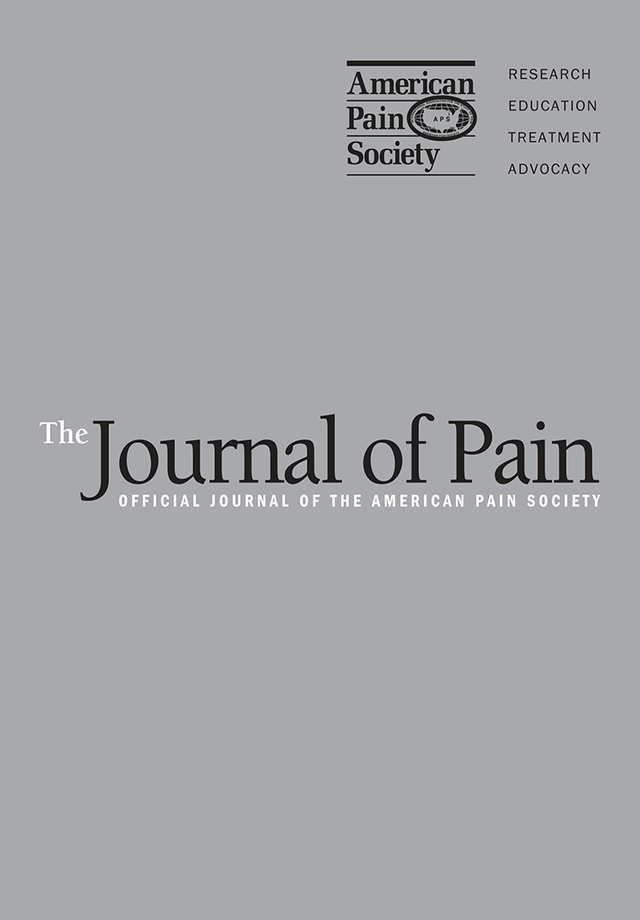 American
Pain
Society
APS
RESEARCH
EDUCATION
TREATMENT
ADVOCACY
The Journal of Pain
OFFICIAL JOURNAL OF THE AMERICAN PAIN SOCIETY